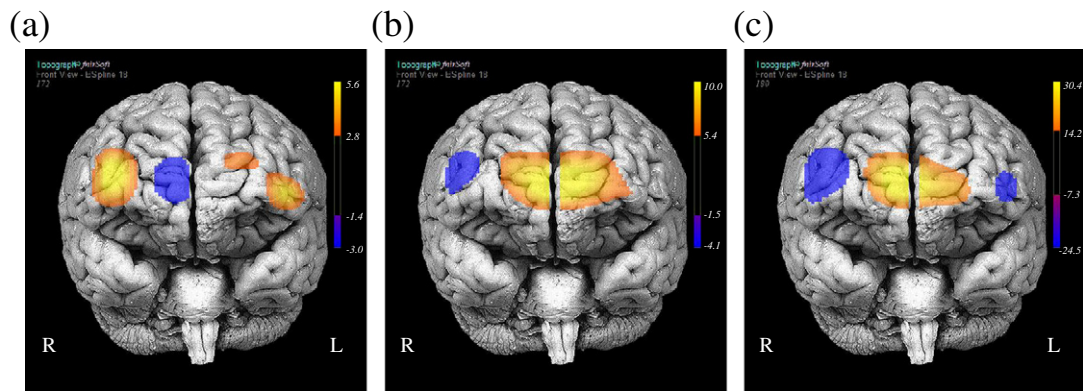 (a)
(b)
(c)
Front View - ESpline 18
172
5.6
2.8
-1.4
-3.0
R
L
Front View - ESpline 18
172
10.0
5.4
-1.5
-4.1
R
L
Front View - ESpline 18
180
30.4
14.2
-7.3
-24.5
R
L